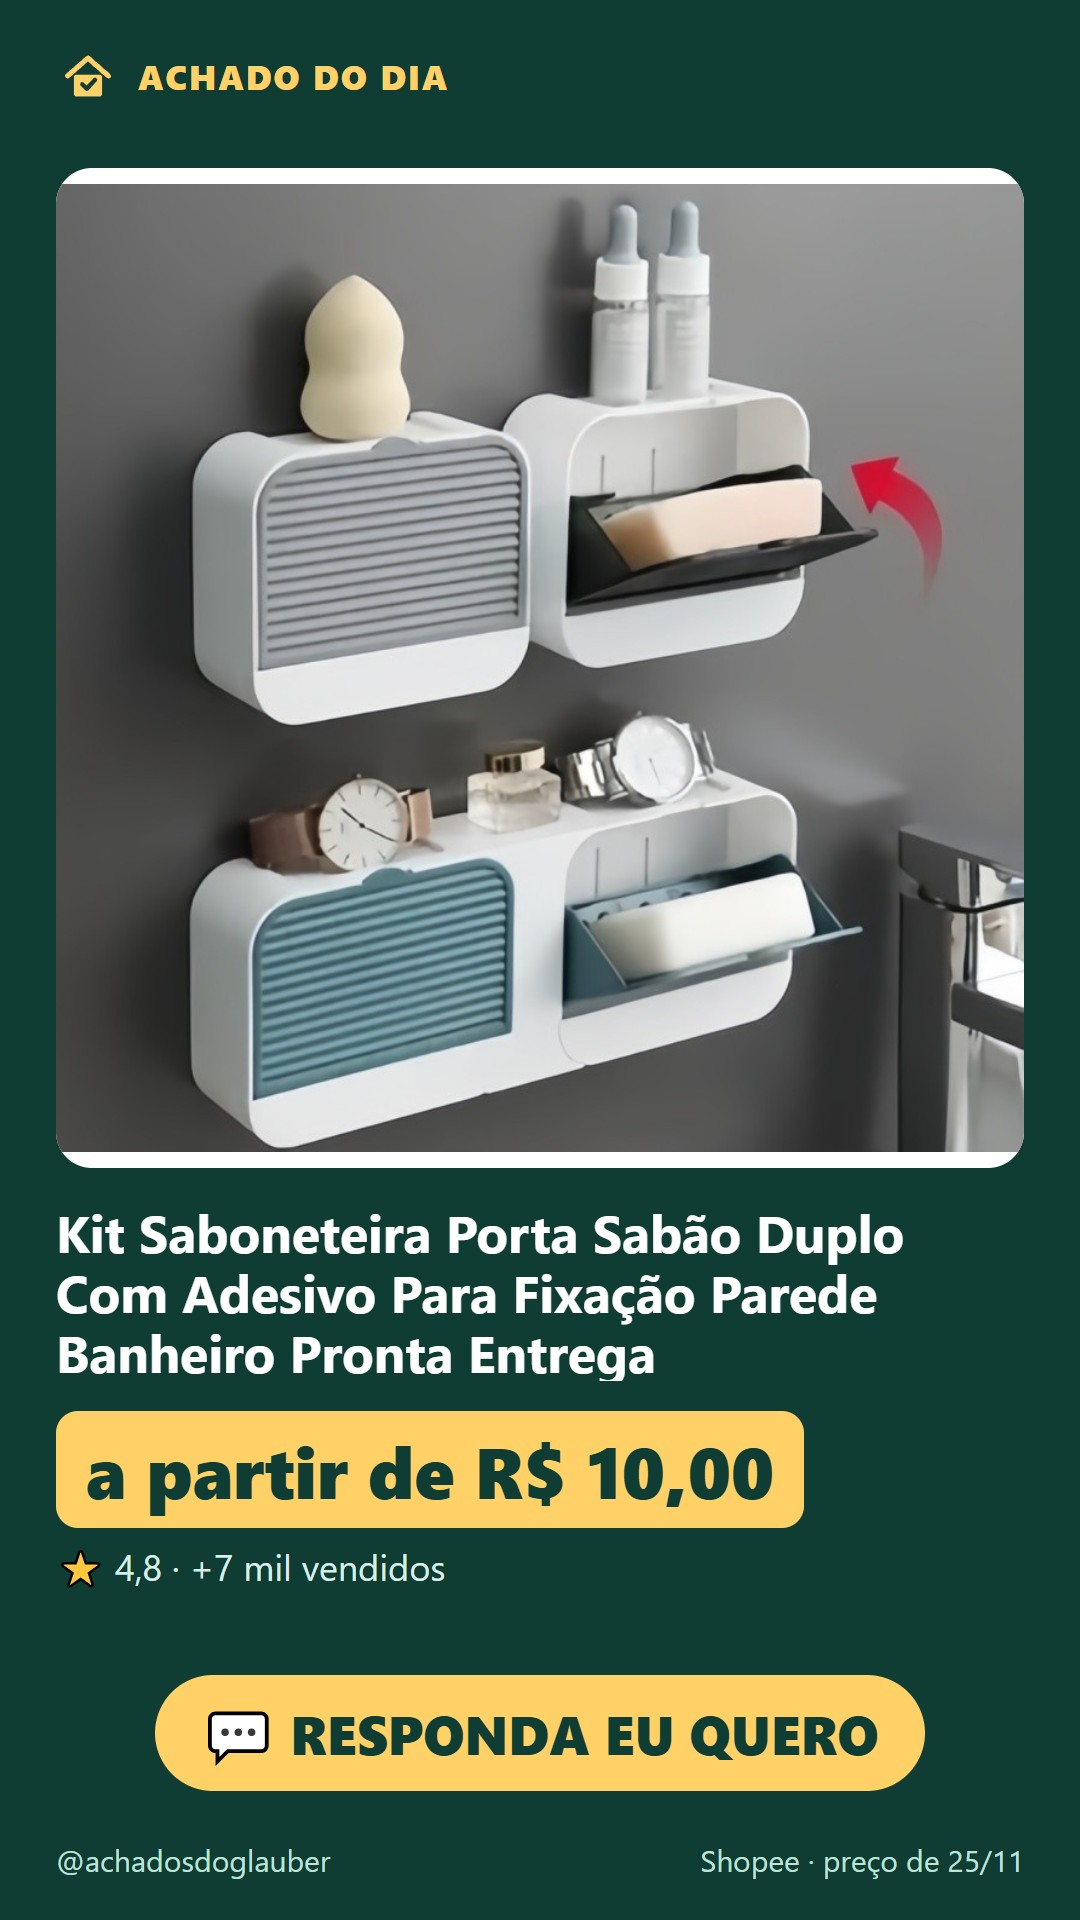 ACHADO DO DIA
Kit Saboneteira Porta Sabão Duplo
Com Adesivo Para Fixação Parede
Banheiro Pronta Entrega
a partir de R$ 10,00
4,8 · +7 mil vendidos
RESPONDA EU QUERO
@achadosdoglauber
Shopee · preço de 25/11